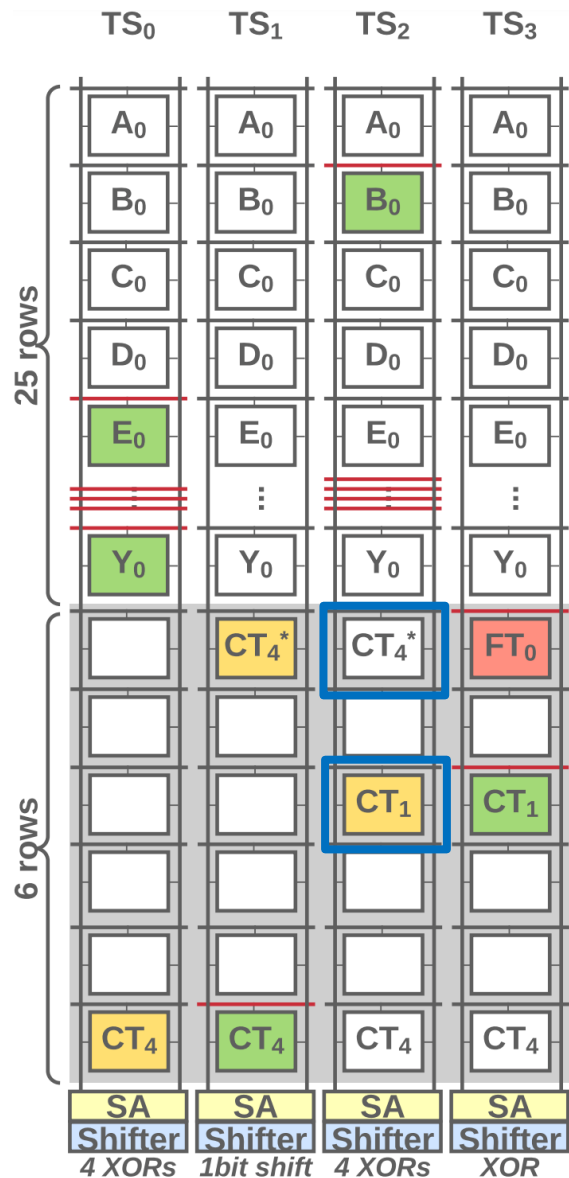 TS₀ TS₁ TS₂ TS₃
A₀ A₀ A₀ A₀
B₀ B₀ B₀ B₀
C₀ C₀ C₀ C₀
D₀ D₀ D₀ D₀
E₀ E₀ E₀ E₀
25 rows
⋮ ⋮ ⋮ ⋮
Y₀ Y₀ Y₀ Y₀
CT₄* CT₄* FT₀
CT₁ CT₁
6 rows
CT₄ CT₄ CT₄ CT₄
SA SA SA SA
Shifter Shifter Shifter Shifter
4 XORs 1bit shift 4 XORs XOR